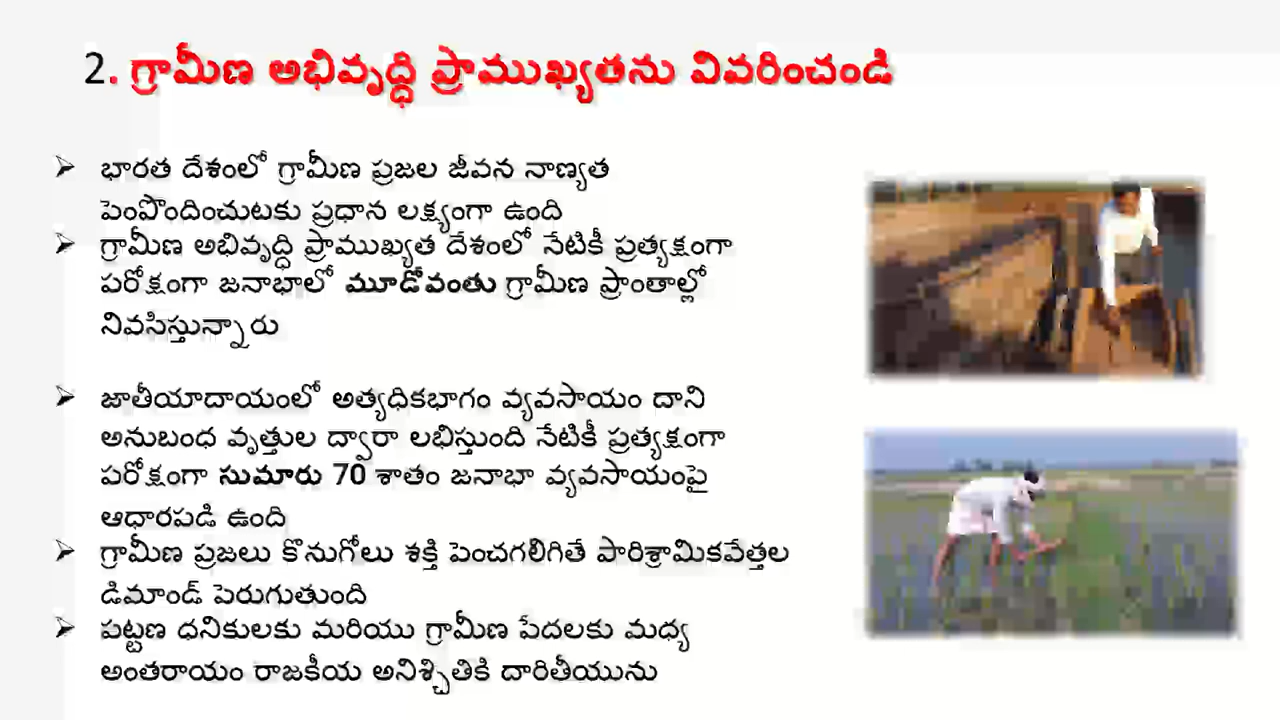 2. గ్రామీణ అభివృద్ధి ప్రాముఖ్యతను వివరించండి
➢ భారత దేశంలో గ్రామీణ ప్రజల జీవన నాణ్యత
పెంపొందించుటకు ప్రధాన లక్ష్యంగా ఉంది
➢ గ్రామీణ అభివృద్ధి ప్రాముఖ్యత దేశంలో నేటికీ ప్రత్యక్షంగా
పరోక్షంగా జనాభాలో మూడోవంతు గ్రామీణ ప్రాంతాల్లో
నివసిస్తున్నారు
➢ జాతీయాదాయంలో అత్యధికభాగం వ్యవసాయం దాని
అనుబంధ వృత్తుల ద్వారా లభిస్తుంది నేటికీ ప్రత్యక్షంగా
పరోక్షంగా సుమారు 70 శాతం జనాభా వ్యవసాయంపై
ఆధారపడి ఉంది
➢ గ్రామీణ ప్రజలు కొనుగోలు శక్తి పెంచగలిగితే పారిశ్రామికవేత్తల
డిమాండ్ పెరుగుతుంది
➢ పట్టణ ధనికులకు మరియు గ్రామీణ పేదలకు మధ్య
అంతరాయం రాజకీయ అనిశ్చితికి దారితీయును